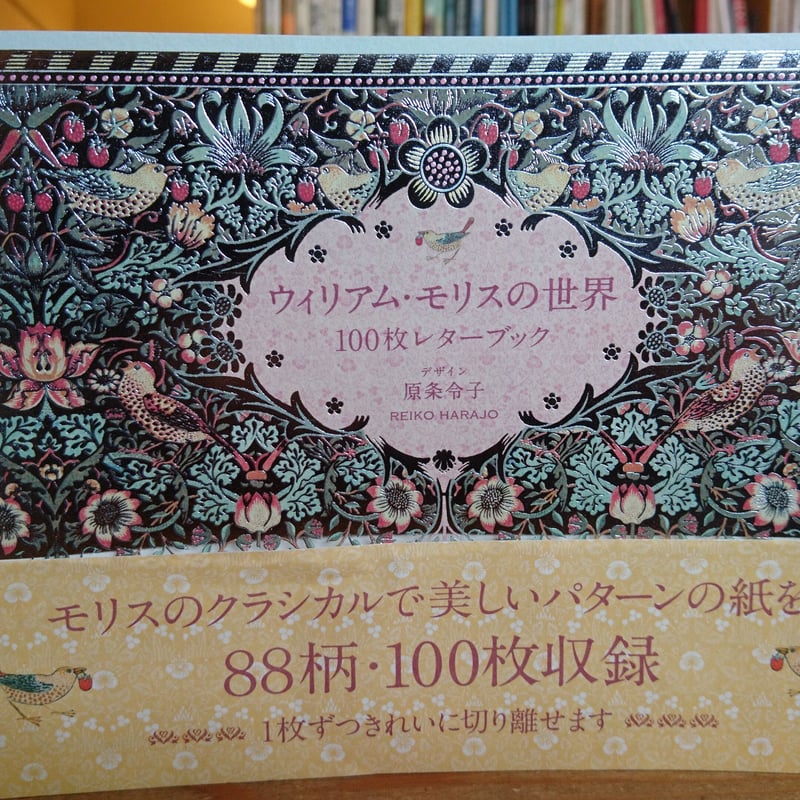 ウィリアム・モリスの世界
100枚レターブック
デザイン
原条令子
REIKO HARAJO
モリスのクラシカルで美しいパターンの紙を
88柄・100枚収録
1枚ずつきれいに切り離せます